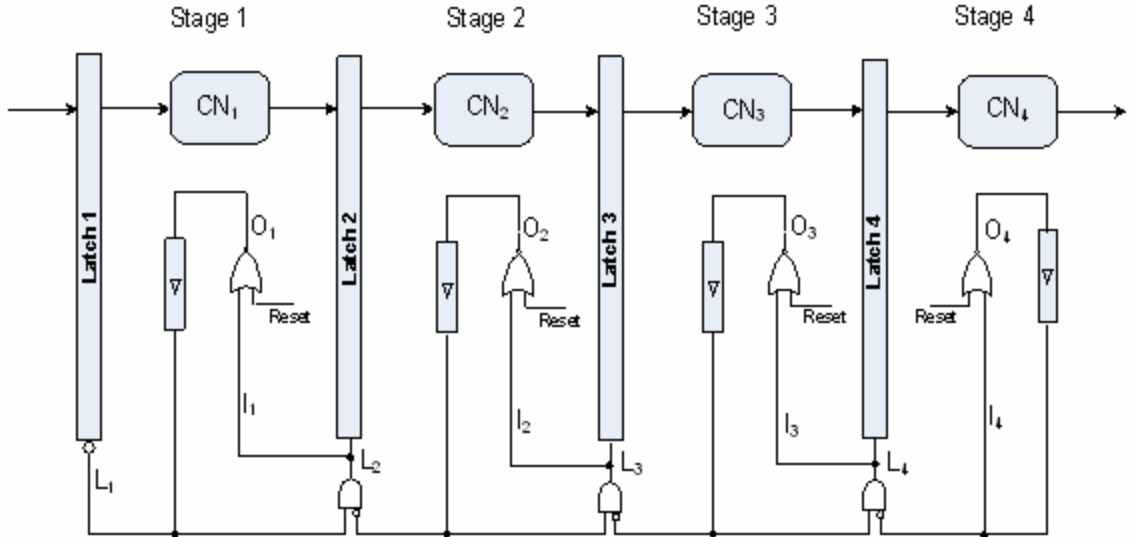 Stage 1 Stage 2 Stage 3 Stage 4
CN₁ CN₂ CN₃ CN₄
Latch 1
Latch 2
Latch 3
Latch 4
O₁ O₂ O₃ O₄
∇ ∇ ∇ ∇
Reset Reset Reset Reset
I₁ I₂ I₃ I₄
L₁ L₂ L₃ L₄